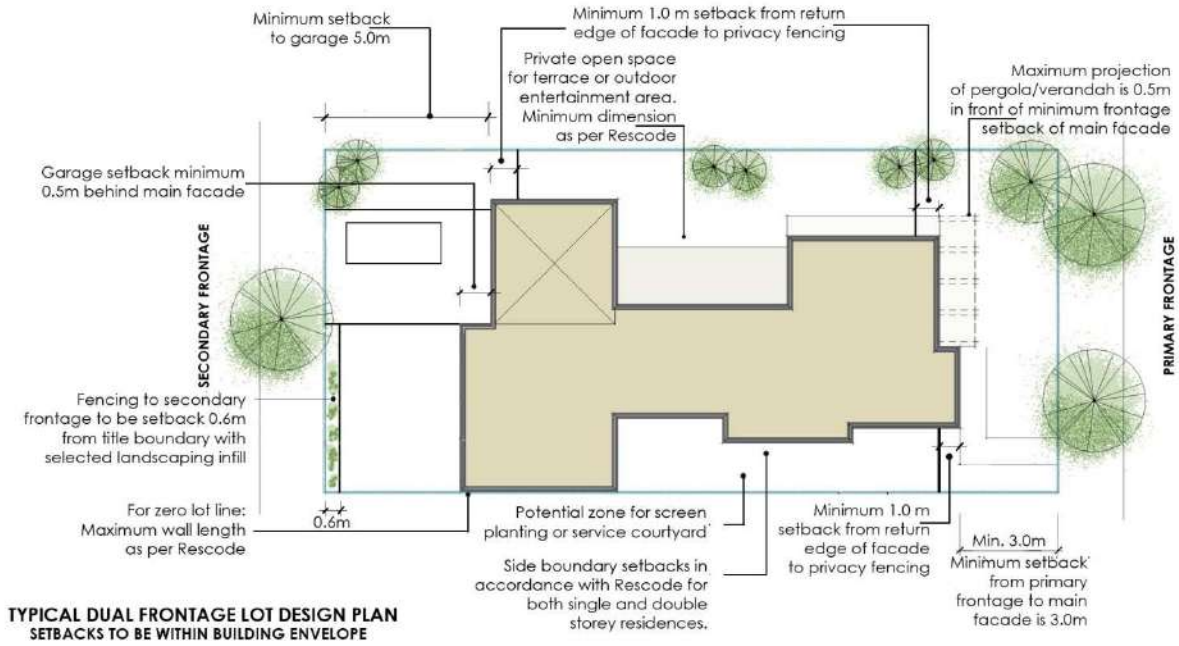 Minimum setback
to garage 5.0m
Minimum 1.0 m setback from return
edge of facade to privacy fencing
Private open space
for terrace or outdoor
entertainment area.
Minimum dimension
as per Rescode
Maximum projection
of pergola/verandah is 0.5m
in front of minimum frontage
setback of main facade
Garage setback minimum
0.5m behind main facade
SECONDARY FRONTAGE
PRIMARY FRONTAGE
Fencing to secondary
frontage to be setback 0.6m
from title boundary with
selected landscaping infill
For zero lot line:
Maximum wall length
as per Rescode
0.6m
Potential zone for screen
planting or service courtyard
Side boundary setbacks in
accordance with Rescode for
both single and double
storey residences.
Minimum 1.0 m
setback from return
edge of facade
to privacy fencing
Min. 3.0m
Minimum setback
from primary
frontage to main
facade is 3.0m
TYPICAL DUAL FRONTAGE LOT DESIGN PLAN
SETBACKS TO BE WITHIN BUILDING ENVELOPE